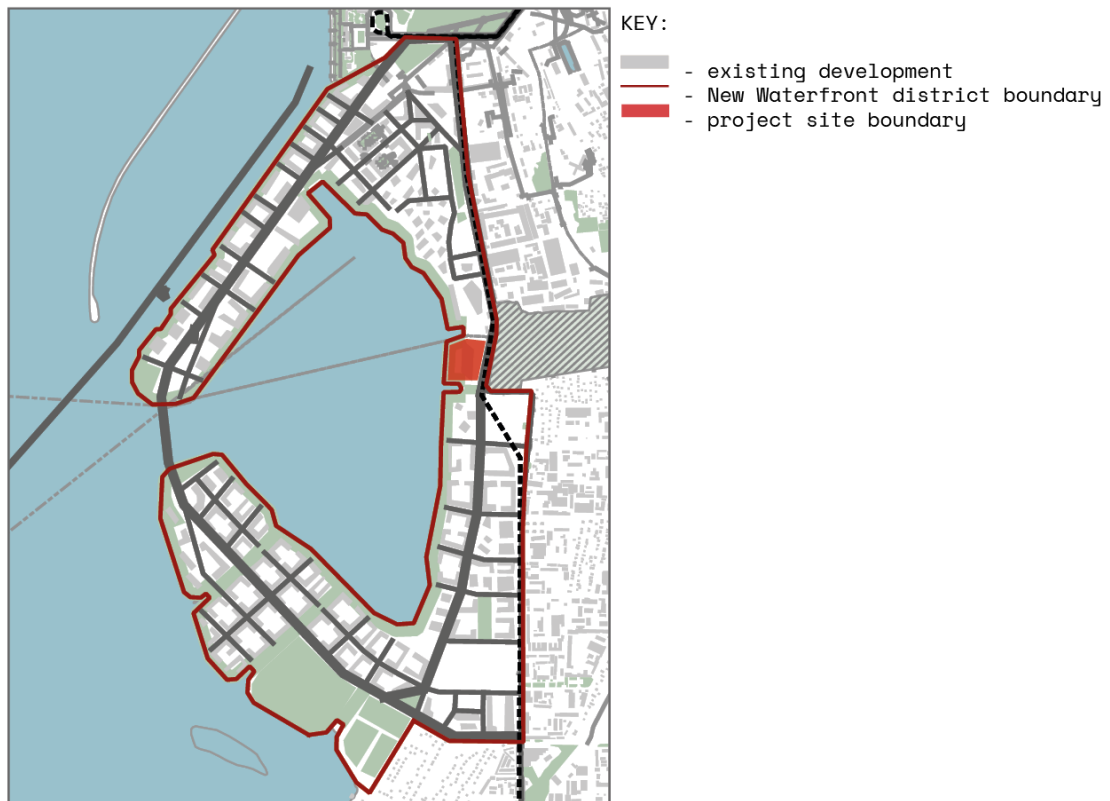 KEY:
- existing development
- New Waterfront district boundary
- project site boundary